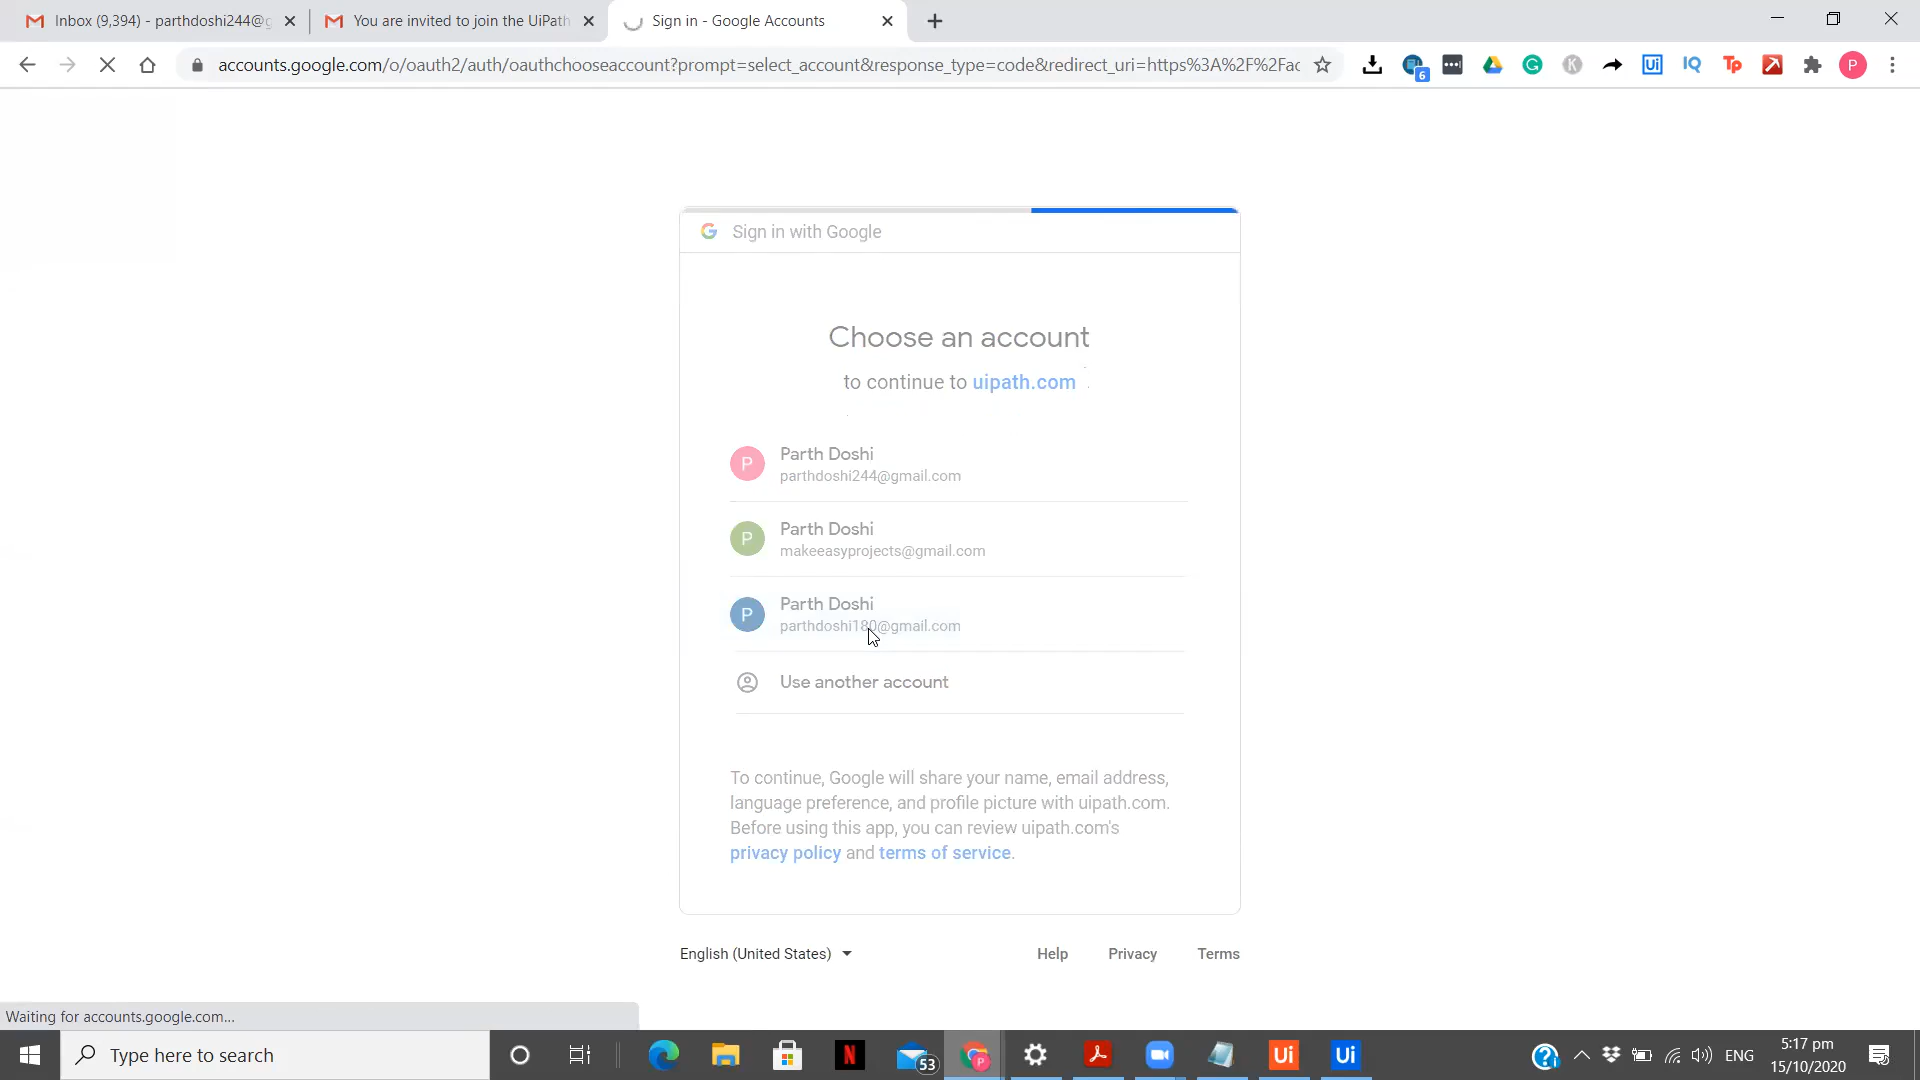 Inbox (9,394) - parthdoshi244@g
You are invited to join the UiPath
Sign in - Google Accounts
accounts.google.com/o/oauth2/auth/oauthchooseaccount?prompt=select_account&response_type=code&redirect_uri=https%3A%2F%2Fac
6
Ui
IQ
Tp
P
Sign in with Google
Choose an account
to continue to uipath.com
P
Parth Doshi
parthdoshi244@gmail.com
P
Parth Doshi
makeeasyprojects@gmail.com
P
Parth Doshi
parthdoshi180@gmail.com
Use another account
To continue, Google will share your name, email address,
language preference, and profile picture with uipath.com.
Before using this app, you can review uipath.com's
privacy policy and terms of service.
English (United States)
Help
Privacy
Terms
Waiting for accounts.google.com...
Type here to search
53
Ui
Ui
ENG
5:17 pm
15/10/2020